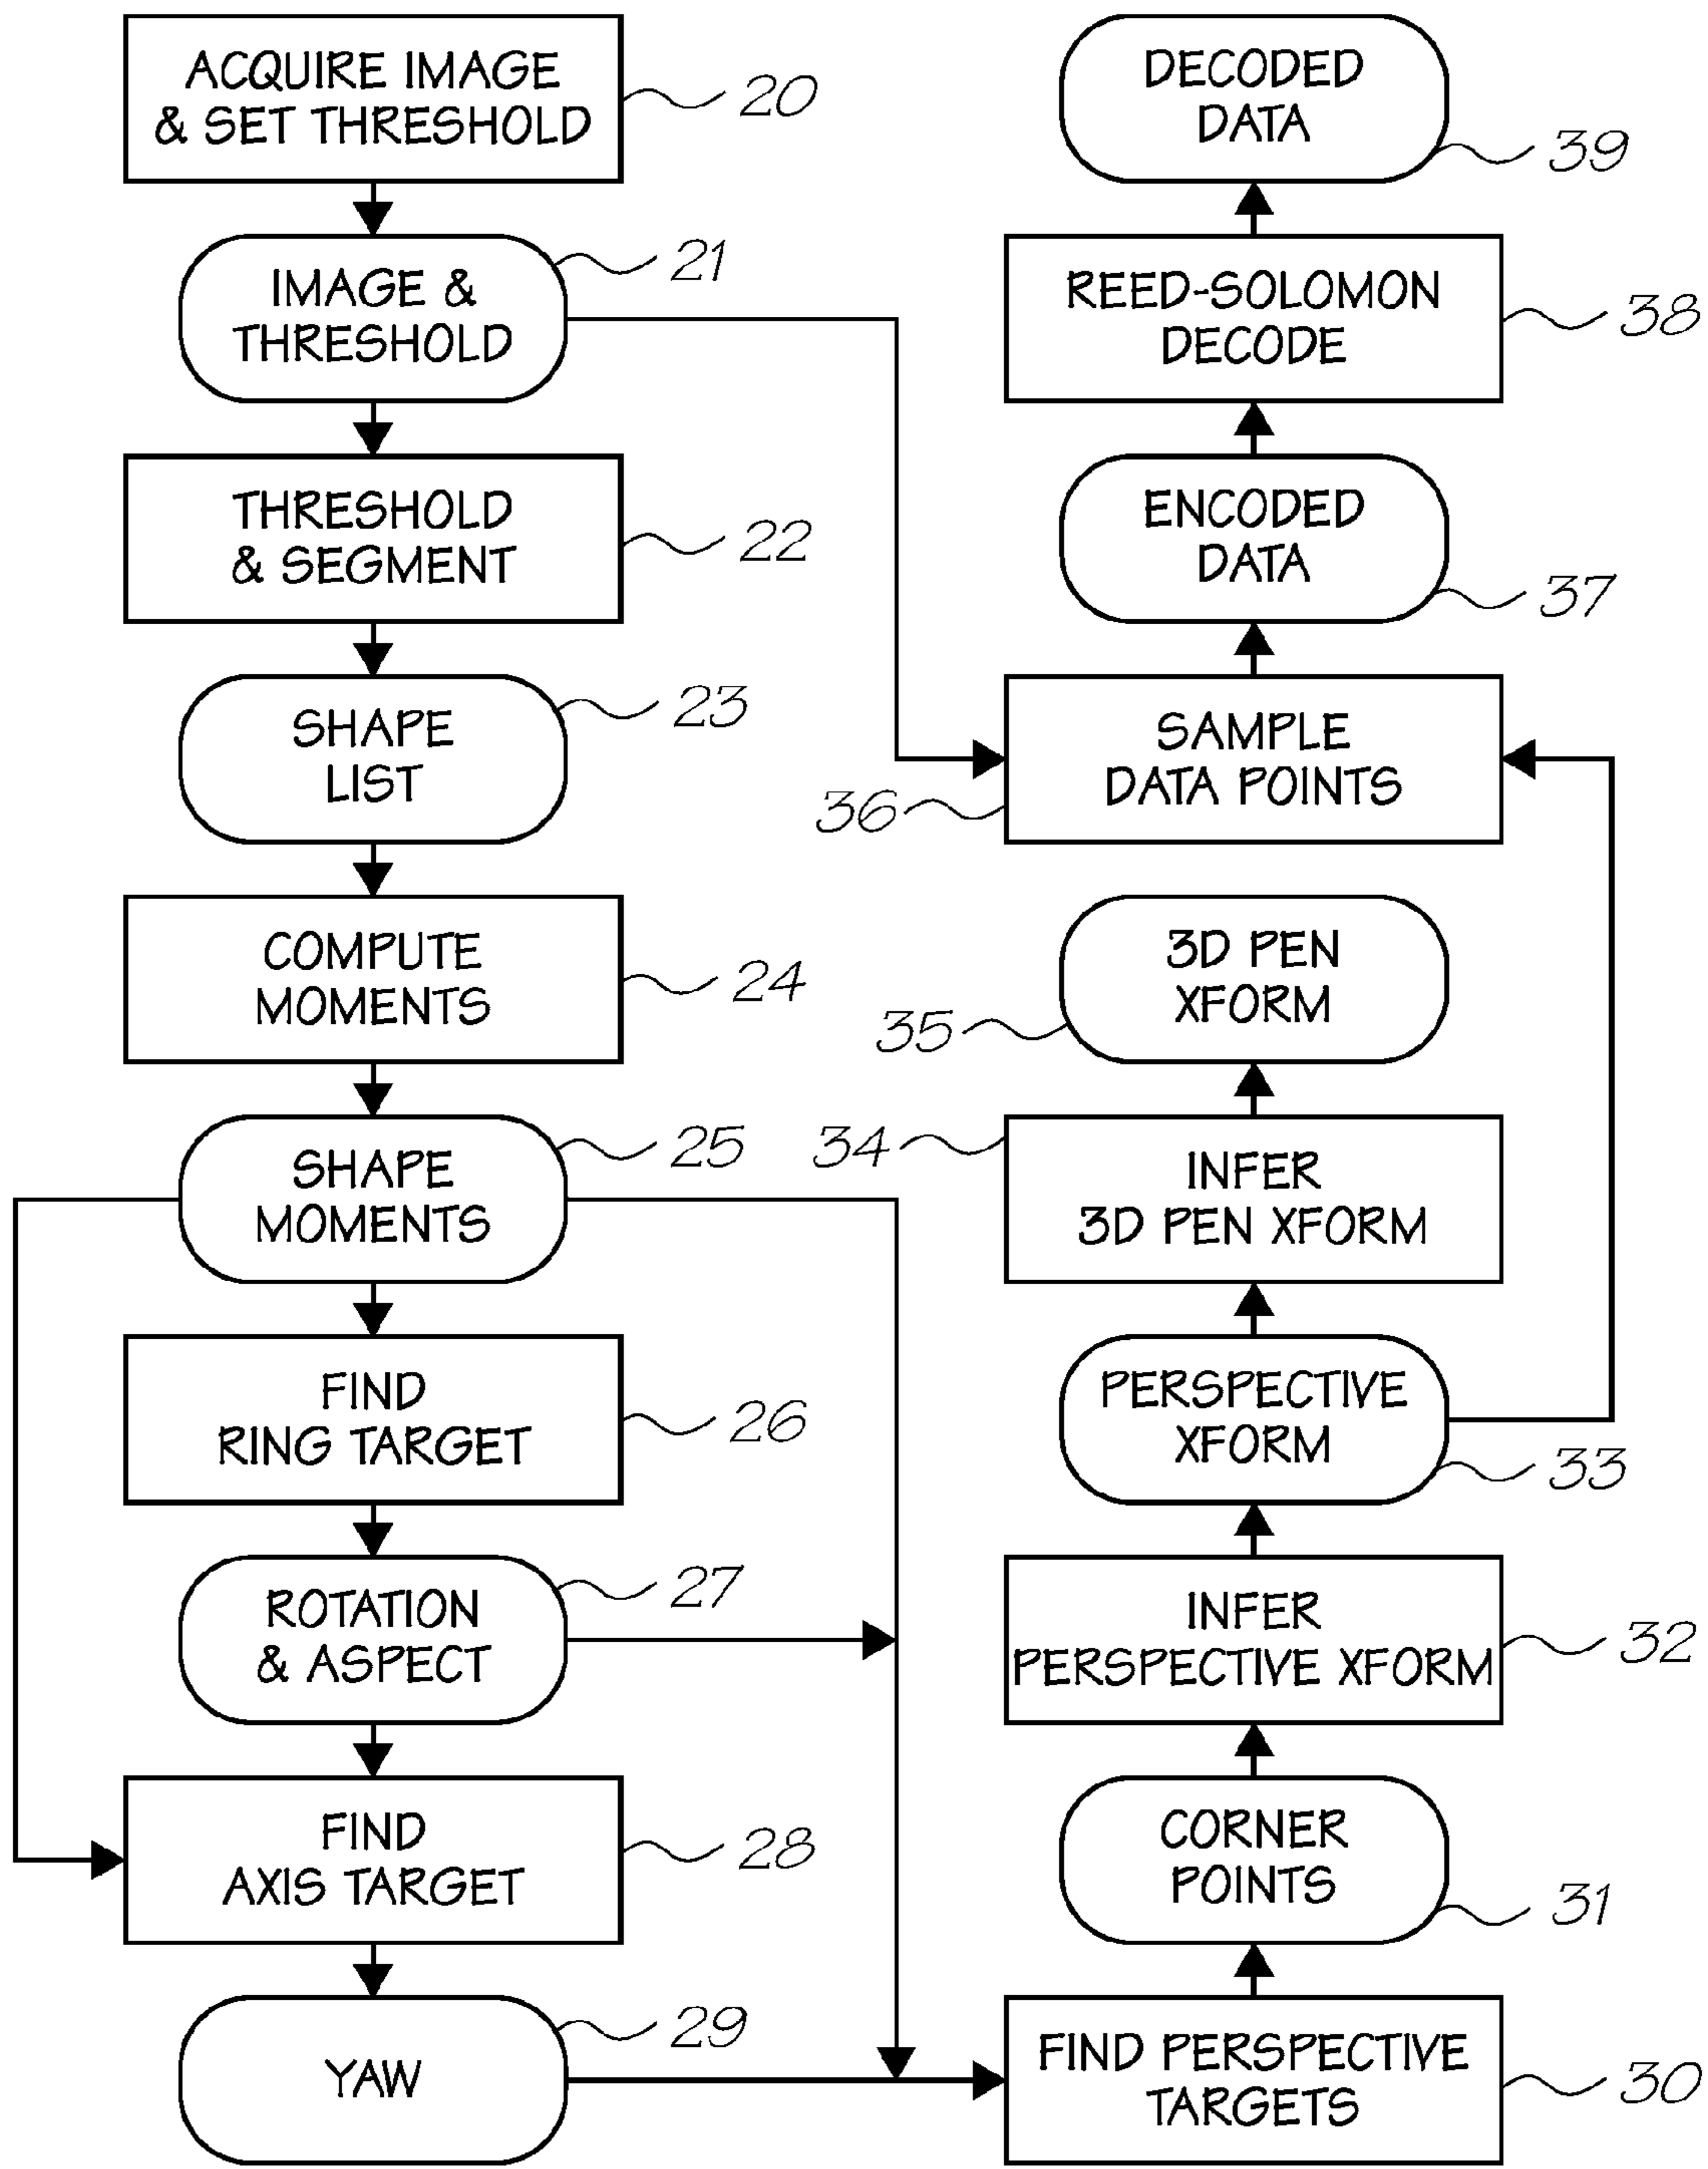 ACQUIRE IMAGE
& SET THRESHOLD
20
IMAGE &
THRESHOLD
21
THRESHOLD
& SEGMENT
22
SHAPE
LIST
23
COMPUTE
MOMENTS
24
SHAPE
MOMENTS
25
FIND
RING TARGET
26
ROTATION
& ASPECT
27
FIND
AXIS TARGET
28
YAW
29
DECODED
DATA
39
REED-SOLOMON
DECODE
38
ENCODED
DATA
37
SAMPLE
DATA POINTS
36
3D PEN
XFORM
35
INFER
3D PEN XFORM
34
PERSPECTIVE
XFORM
33
INFER
PERSPECTIVE XFORM
32
CORNER
POINTS
31
FIND PERSPECTIVE
TARGETS
30